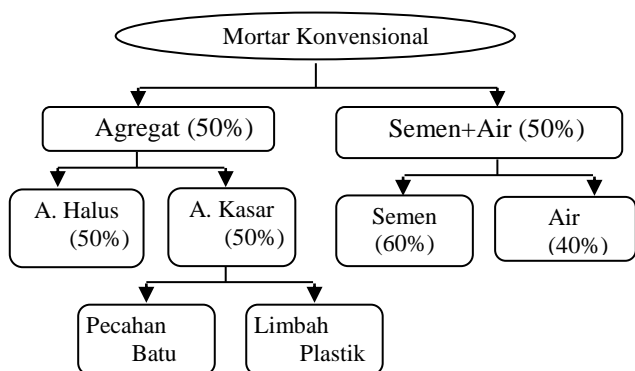 Mortar Konvensional
Agregat (50%)
Semen+Air (50%)
A. Halus
(50%)
A. Kasar
(50%)
Semen
(60%)
Air
(40%)
Pecahan
Batu
Limbah
Plastik